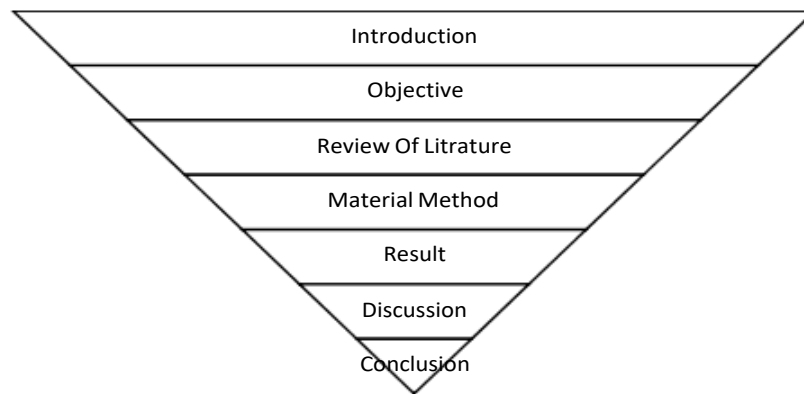 Introduction
Objective
Review Of Litrature
Material Method
Result
Discussion
Conclusion